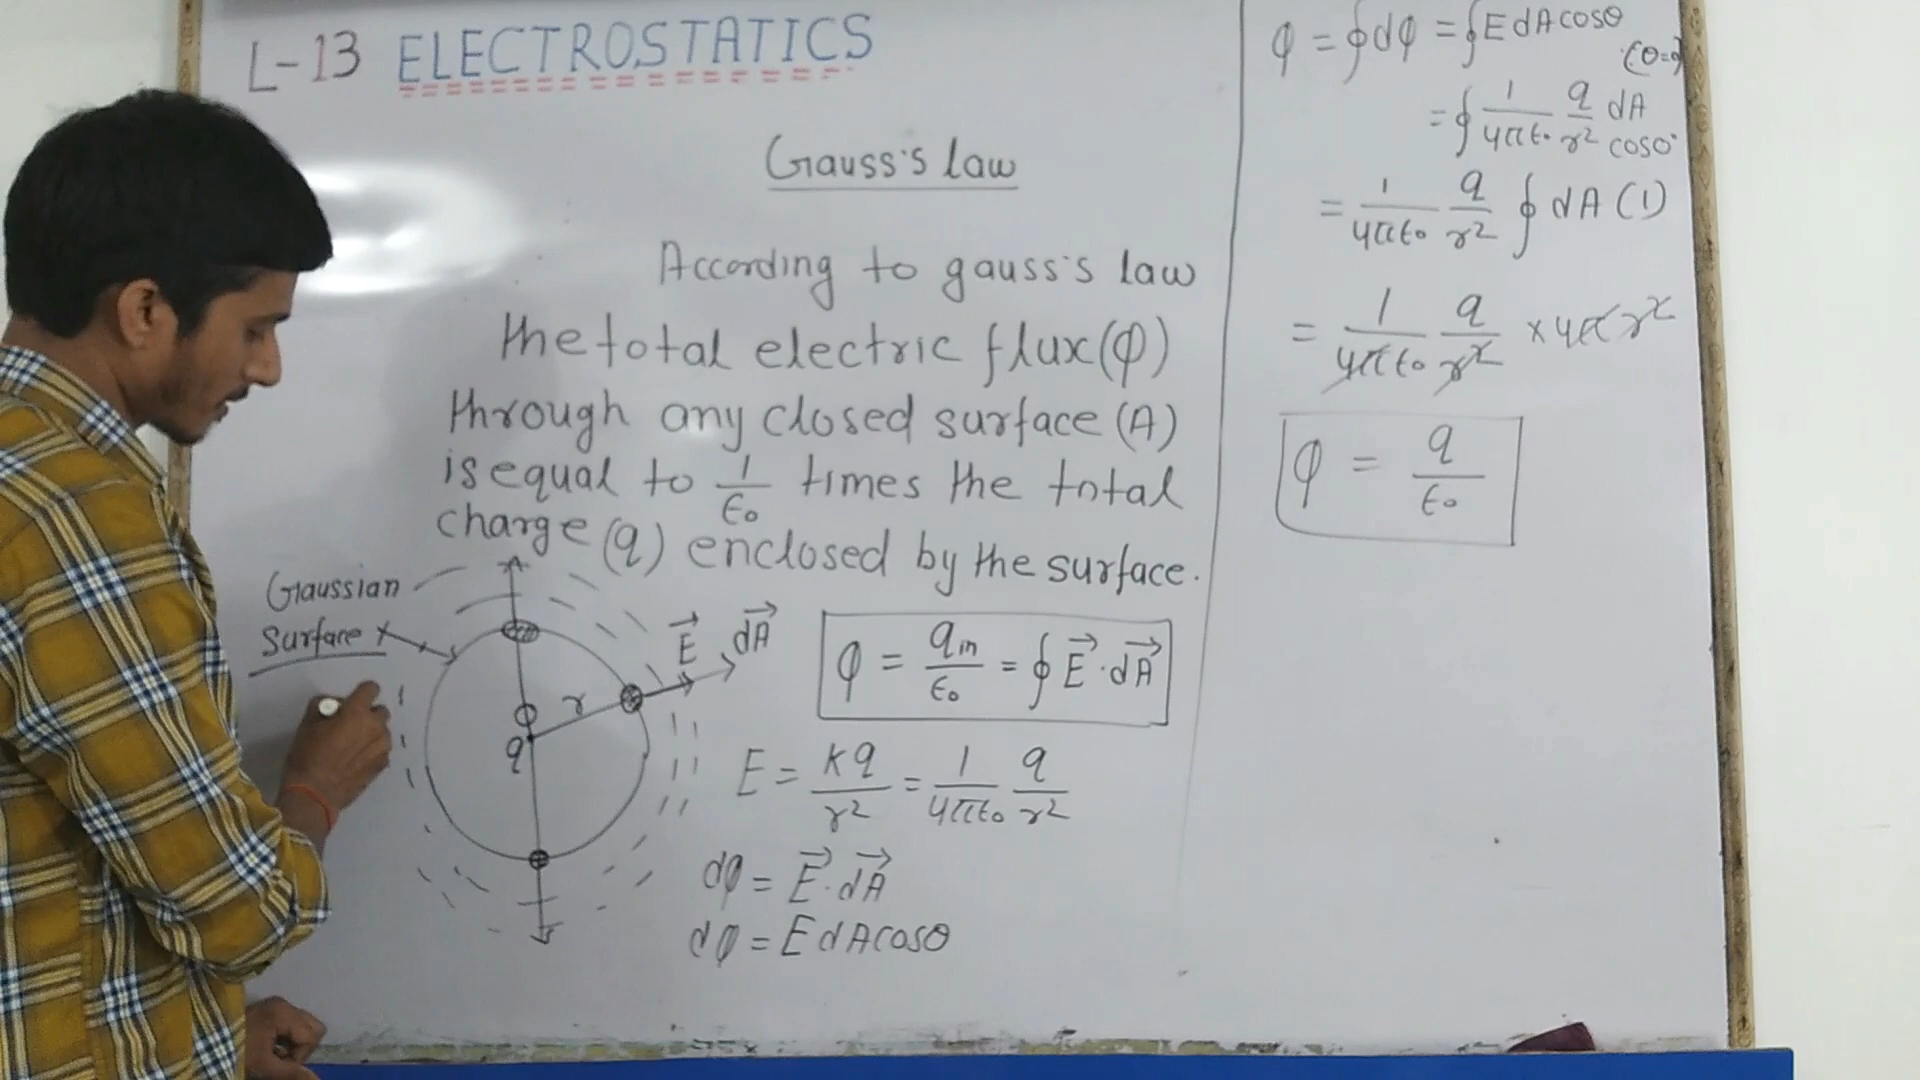 L-13 ELECTROSTATICS
Gauss's law
According to gauss's law
the total electric flux (φ)
through any closed surface (A)
is equal to 1/ϵ₀ times the total
charge (q) enclosed by the surface.
Gaussian
Surface
E⃗ dA⃗
r
q
φ = qin/ϵ₀ = ∮ E⃗ · dA⃗
E = kq/r² = 1/4πϵ₀ q/r²
dφ = E⃗ · dA⃗
dφ = E dA cosθ
φ = ∮ dφ = ∮ E dA cosθ
= ∮ 1/4πϵ₀ q/r² dA cos0°
= 1/4πϵ₀ q/r² ∮ dA (1)
= 1/4πϵ₀ q/r² × 4πr²
φ = q/ϵ₀